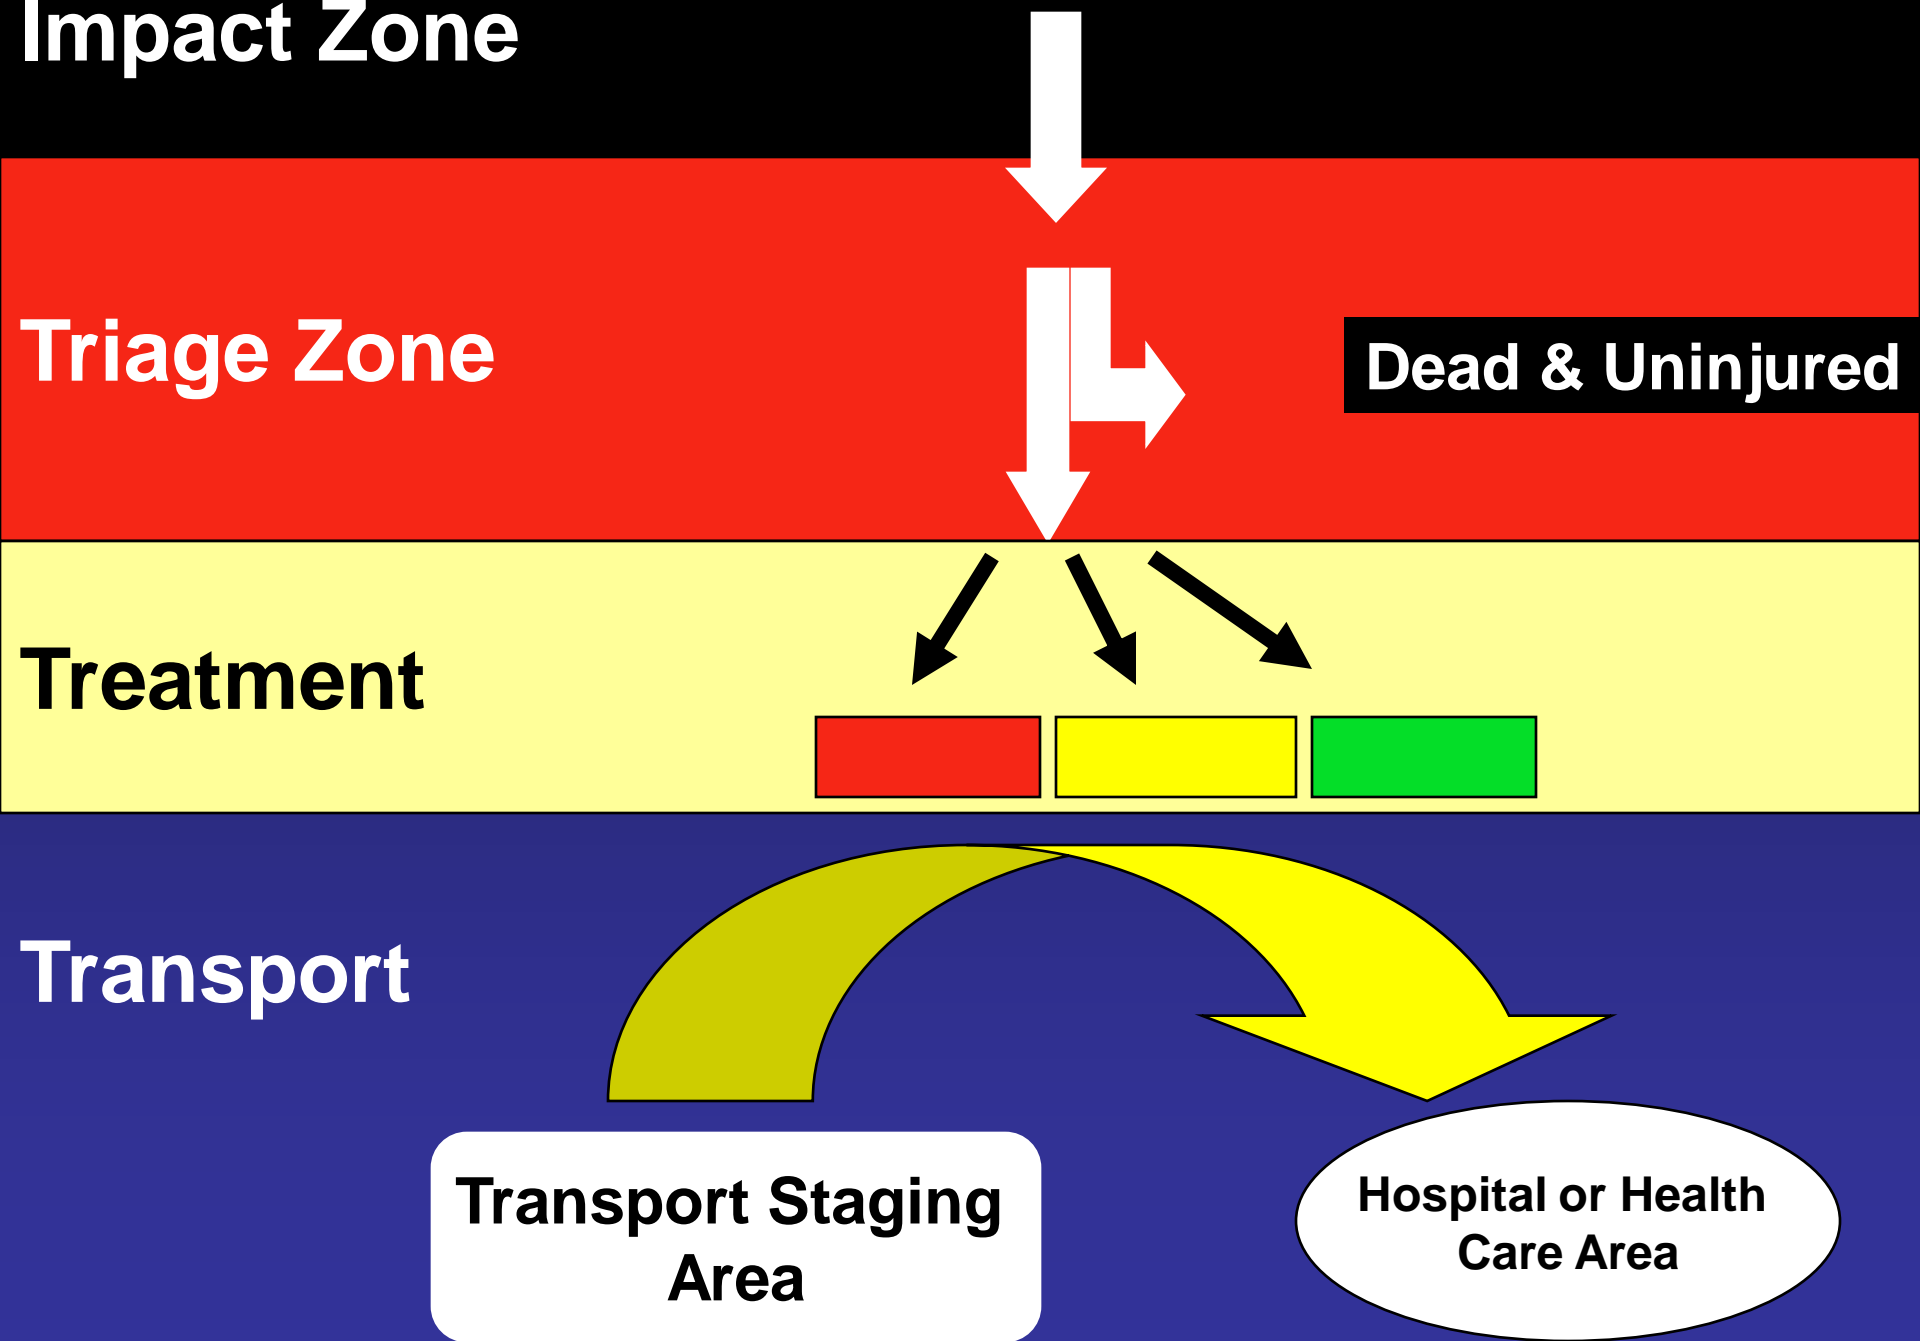 Impact Zone
Triage Zone
Dead & Uninjured
Treatment
Transport
Transport Staging
Area
Hospital or Health
Care Area